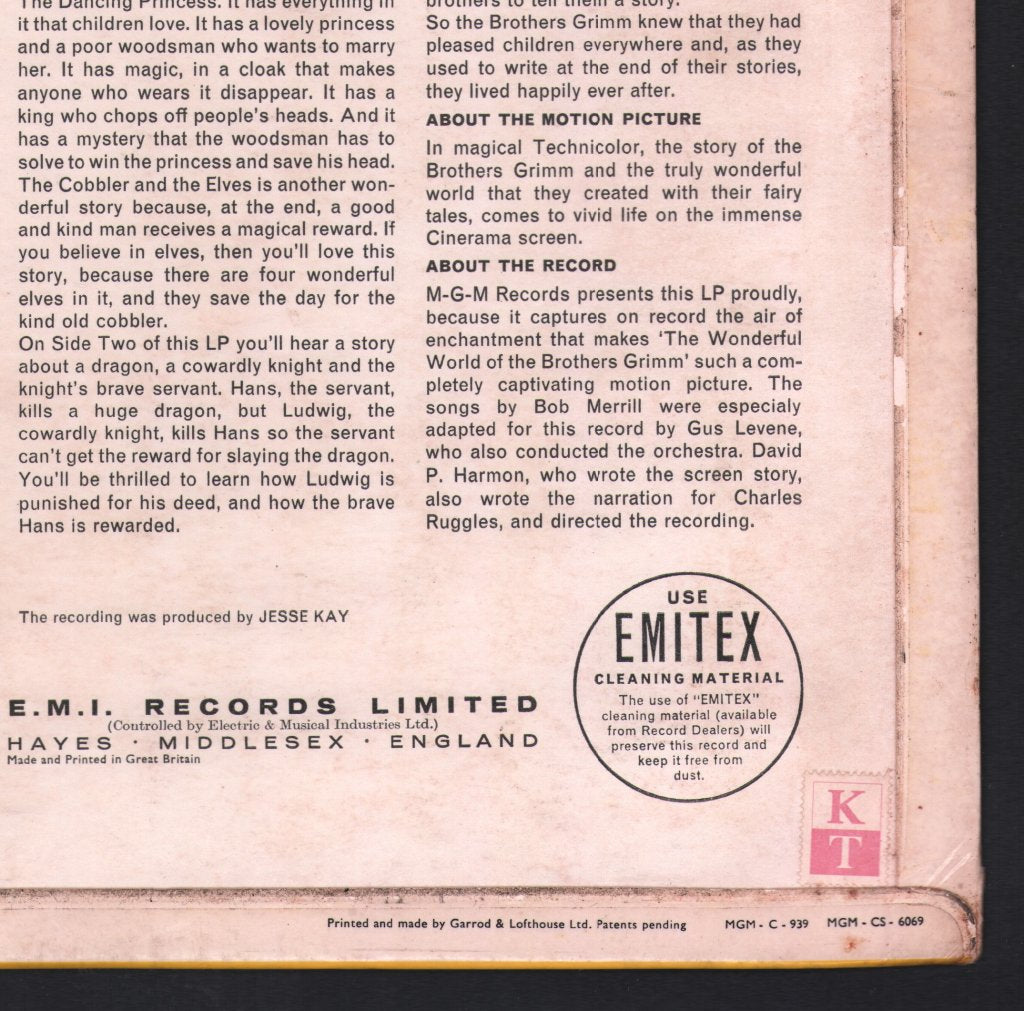 The Dancing Princess. It has everything in
it that children love. It has a lovely princess
and a poor woodsman who wants to marry
her. It has magic, in a cloak that makes
anyone who wears it disappear. It has a
king who chops off people's heads. And it
has a mystery that the woodsman has to
solve to win the princess and save his head.
The Cobbler and the Elves is another won-
derful story because, at the end, a good
and kind man receives a magical reward. If
you believe in elves, then you'll love this
story, because there are four wonderful
elves in it, and they save the day for the
kind old cobbler.
On Side Two of this LP you'll hear a story
about a dragon, a cowardly knight and the
knight's brave servant. Hans, the servant,
kills a huge dragon, but Ludwig, the
cowardly knight, kills Hans so the servant
can't get the reward for slaying the dragon.
You'll be thrilled to learn how Ludwig is
punished for his deed, and how the brave
Hans is rewarded.
brothers to tell them a story.
So the Brothers Grimm knew that they had
pleased children everywhere and, as they
used to write at the end of their stories,
they lived happily ever after.
ABOUT THE MOTION PICTURE
In magical Technicolor, the story of the
Brothers Grimm and the truly wonderful
world that they created with their fairy
tales, comes to vivid life on the immense
Cinerama screen.
ABOUT THE RECORD
M-G-M Records presents this LP proudly,
because it captures on record the air of
enchantment that makes ‘The Wonderful
World of the Brothers Grimm’ such a com-
pletely captivating motion picture. The
songs by Bob Merrill were especialy
adapted for this record by Gus Levene,
who also conducted the orchestra. David
P. Harmon, who wrote the screen story,
also wrote the narration for Charles
Ruggles, and directed the recording.
The recording was produced by JESSE KAY
E.M.I. RECORDS LIMITED
(Controlled by Electric & Musical Industries Ltd.)
HAYES · MIDDLESEX · ENGLAND
Made and Printed in Great Britain
USE
EMITEX
CLEANING MATERIAL
The use of "EMITEX"
cleaning material (available
from Record Dealers) will
preserve this record and
keep it free from
dust.
K
T
Printed and made by Garrod & Lofthouse Ltd. Patents pending MGM - C - 939 MGM - CS - 6069